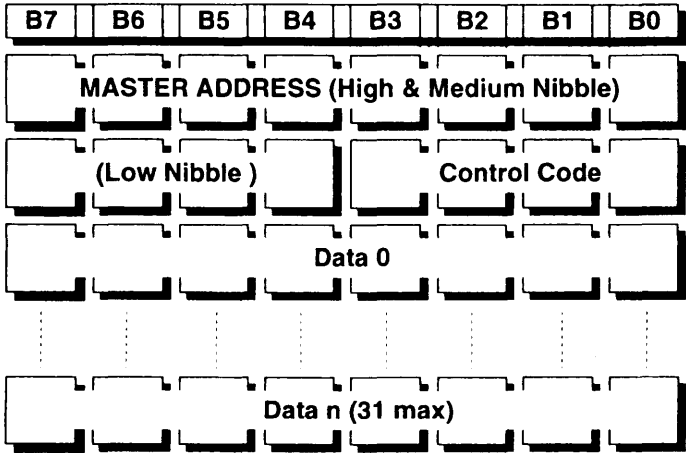 B7 B6 B5 B4 B3 B2 B1 B0
MASTER ADDRESS (High & Medium Nibble)
(Low Nibble ) Control Code
Data 0
Data n (31 max)